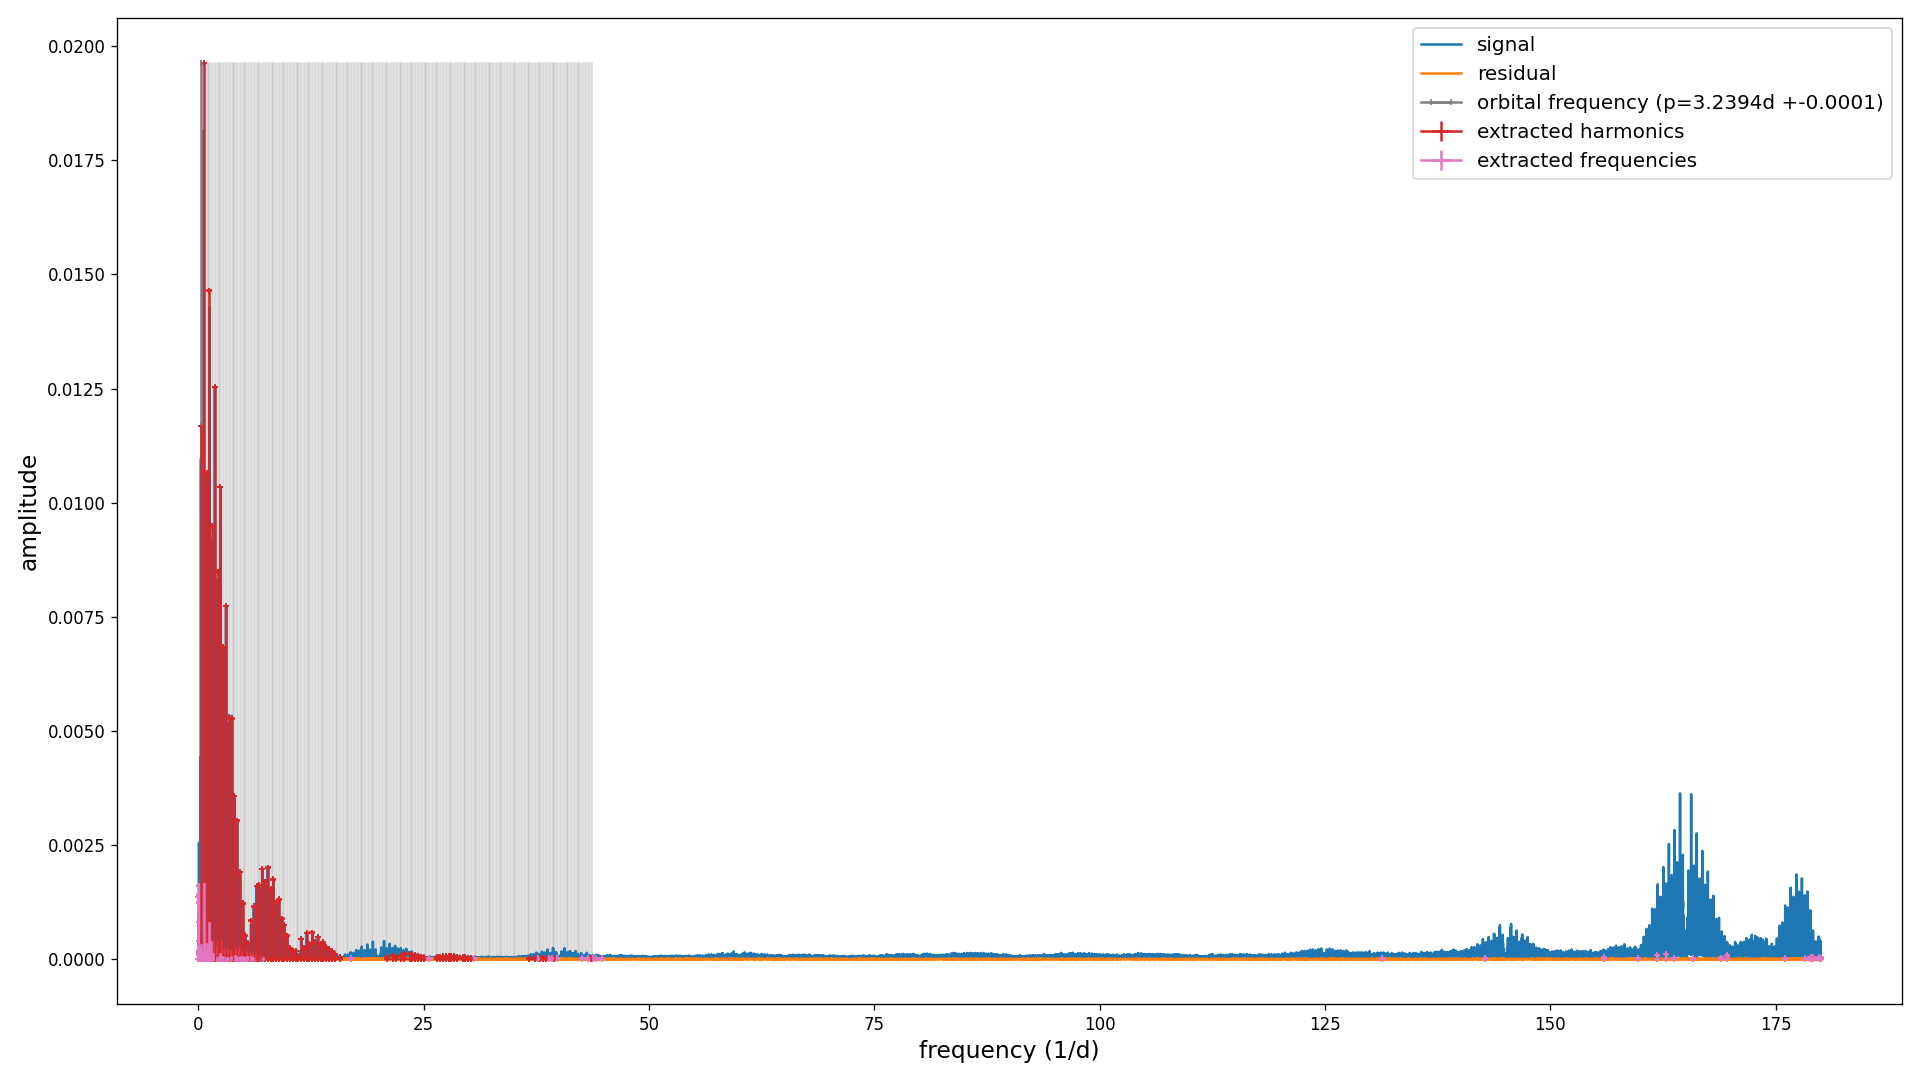 0.0200
0.0175
0.0150
0.0125
0.0100
0.0075
0.0050
0.0025
0.0000
amplitude
signal
residual
orbital frequency (p=3.2394d +-0.0001)
extracted harmonics
extracted frequencies
0 25 50 75 100 125 150 175
frequency (1/d)